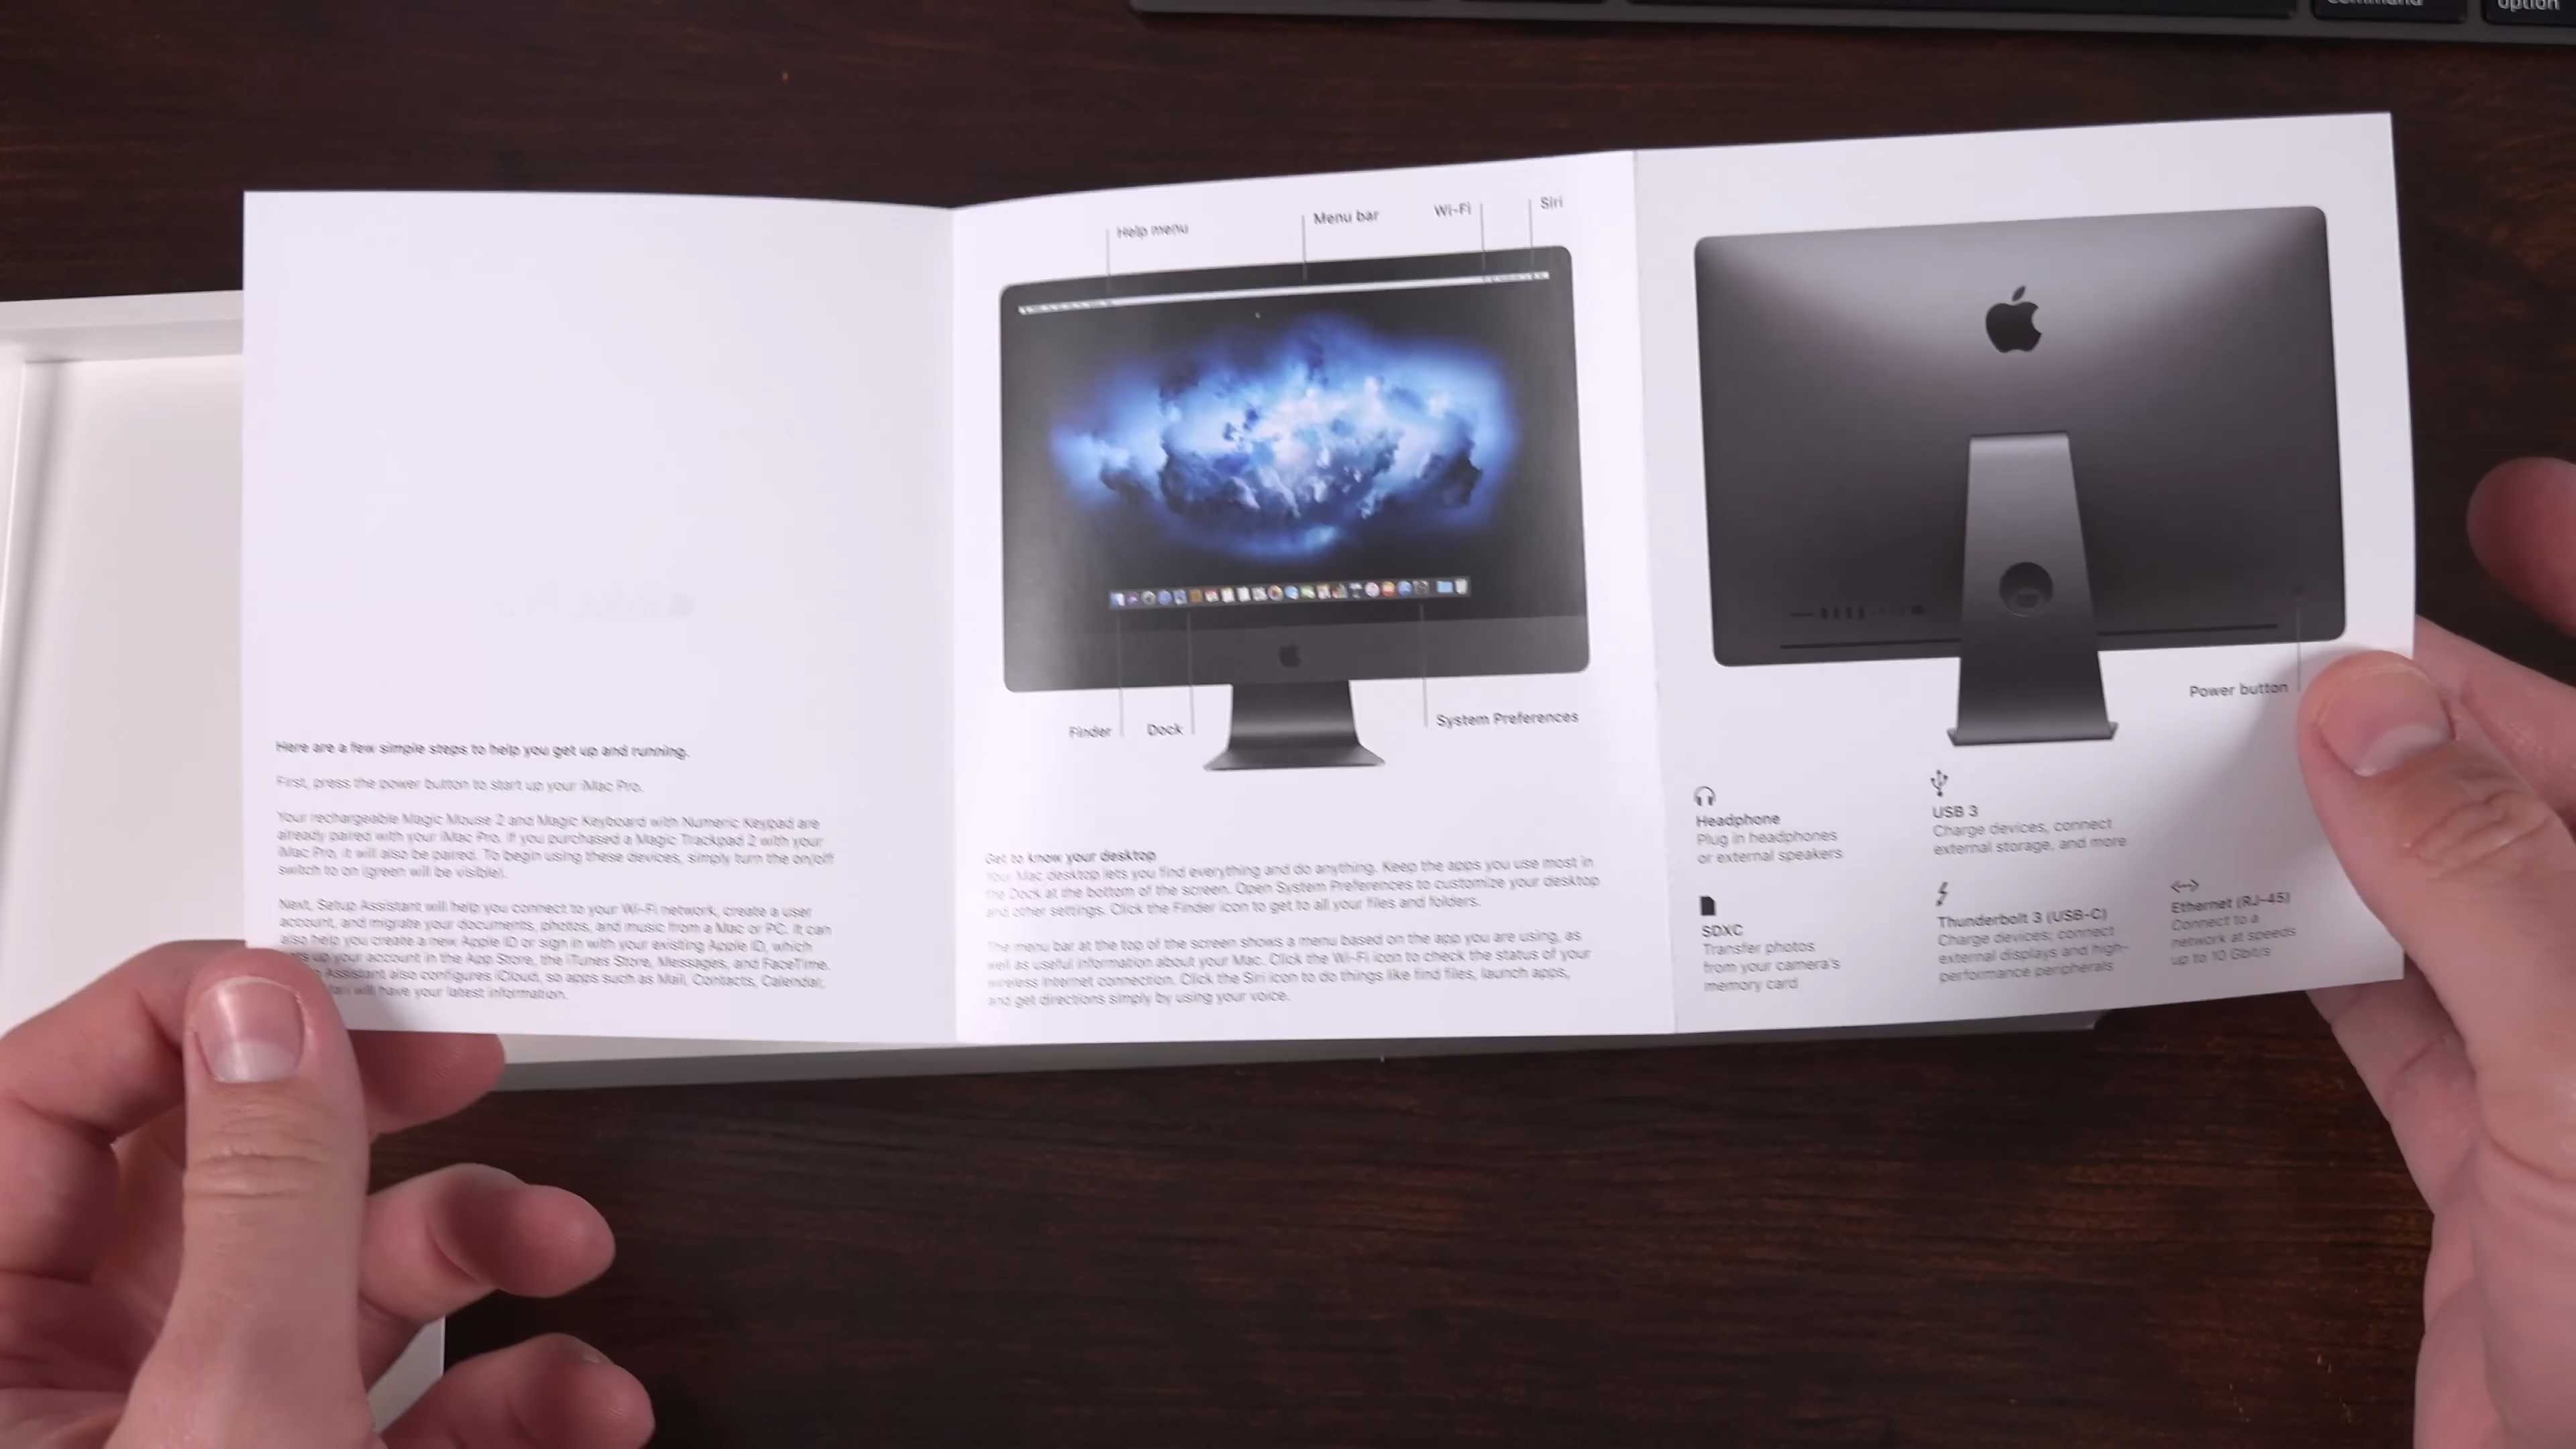 command
option
Here are a few simple steps to help you get up and running.
First, press the power button to start up your iMac Pro.
Your rechargeable Magic Mouse 2 and Magic Keyboard with Numeric Keypad are
already paired with your iMac Pro. If you purchased a Magic Trackpad 2 with your
iMac Pro, it will also be paired. To begin using these devices, simply turn the on/off
switch to on (green will be visible).
Next, Setup Assistant will help you connect to your Wi-Fi network, create a user
account, and migrate your documents, photos, and music from a Mac or PC. It can
also help you create a new Apple ID or sign in with your existing Apple ID, which
up your account in the App Store, the iTunes Store, Messages, and FaceTime.
Assistant also configures iCloud, so apps such as Mail, Contacts, Calendar,
will have your latest information.
Help menu
Menu bar
Wi-Fi
Siri
Finder
Dock
System Preferences
Get to know your desktop
Your Mac desktop lets you find everything and do anything. Keep the apps you use most in
the Dock at the bottom of the screen. Open System Preferences to customize your desktop
and other settings. Click the Finder icon to get to all your files and folders.
The menu bar at the top of the screen shows a menu based on the app you are using, as
well as useful information about your Mac. Click the Wi-Fi icon to check the status of your
wireless Internet connection. Click the Siri icon to do things like find files, launch apps,
and get directions simply by using your voice.
Power button
Headphone
Plug in headphones
or external speakers
USB 3
Charge devices, connect
external storage, and more
SDXC
Transfer photos
from your camera's
memory card
Thunderbolt 3 (USB-C)
Charge devices, connect
external displays and high-
performance peripherals
Ethernet (RJ-45)
Connect to a
network at speeds
up to 10 Gbit/s